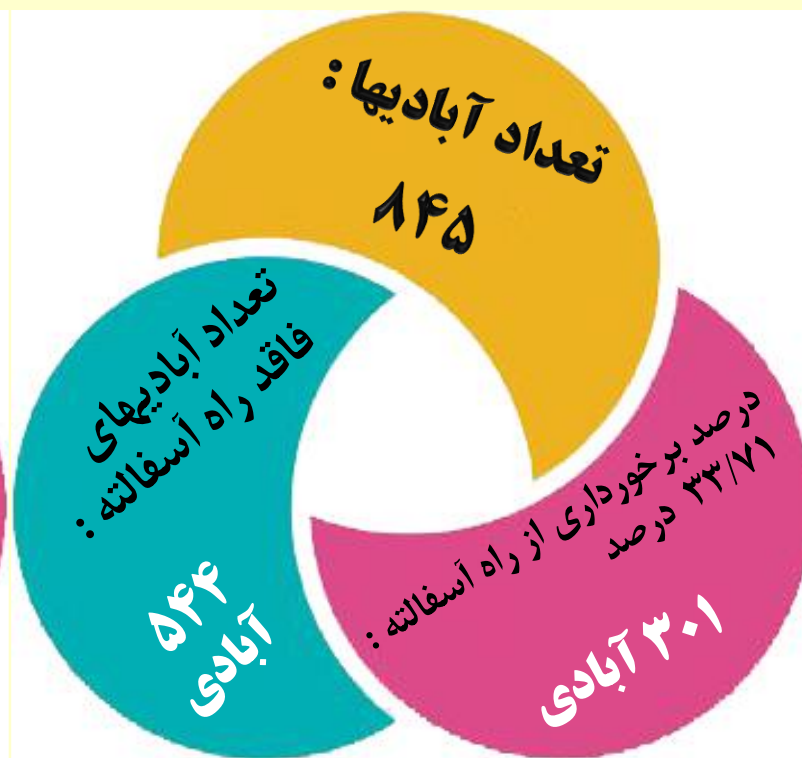 تعداد آبادیها:
۸۴۵
تعداد آبادیهای
فاقد راه آسفالته :
۵۴۴
آبادی
درصد برخورداری از راه آسفالته :
۳۳/۷۱ درصد
۳۰۱ آبادی